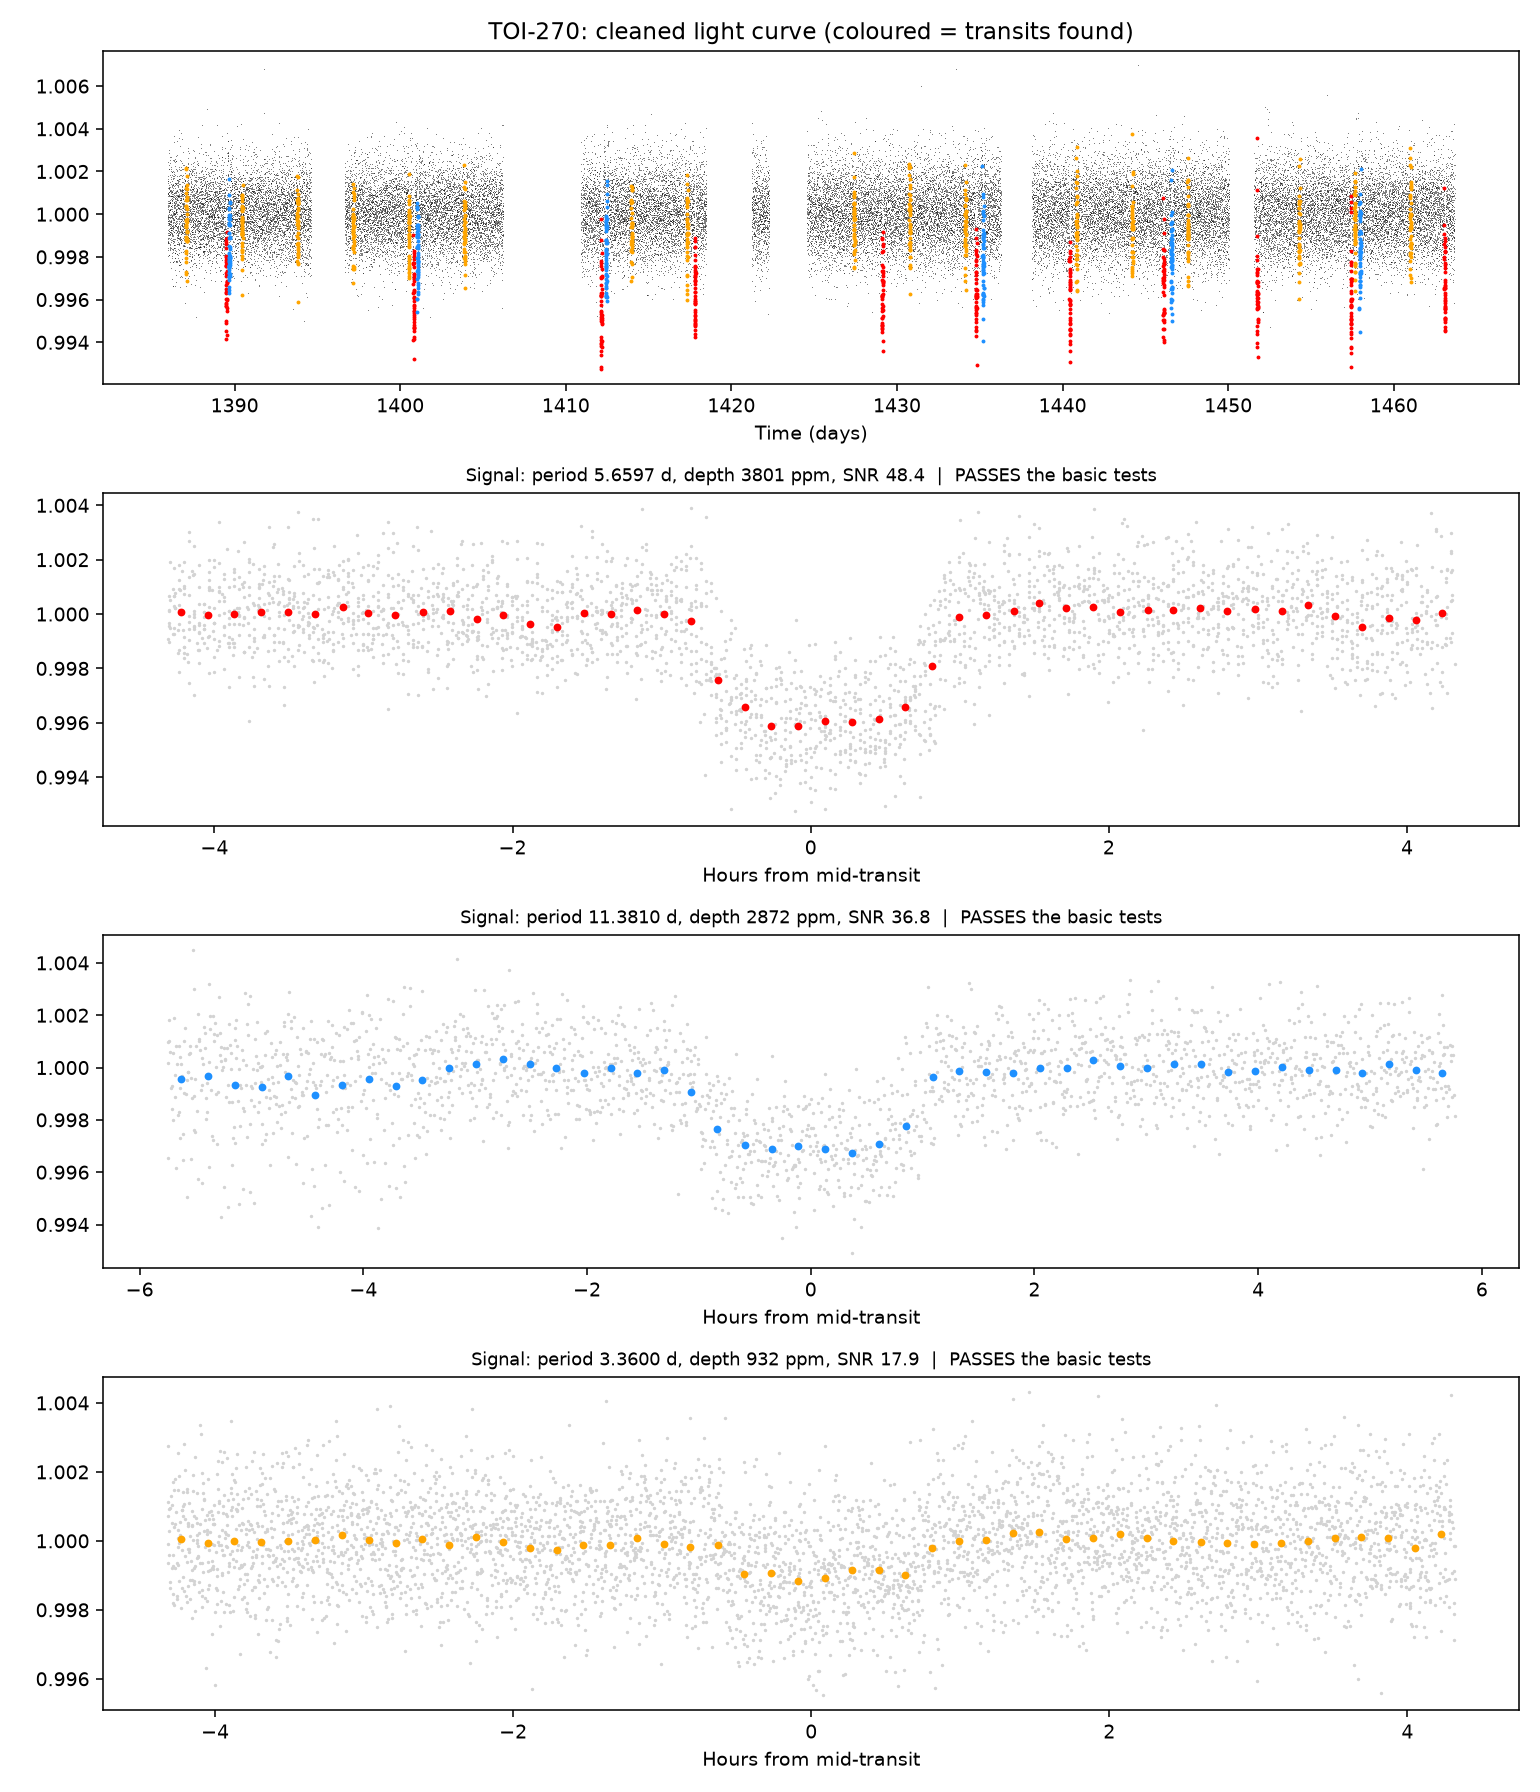 TOI-270: cleaned light curve (coloured = transits found)
1.006
1.004
1.002
1.000
0.998
0.996
0.994
1390 1400 1410 1420 1430 1440 1450 1460
Time (days)
Signal: period 5.6597 d, depth 3801 ppm, SNR 48.4 | PASSES the basic tests
1.004
1.002
1.000
0.998
0.996
0.994
−4 −2 0 2 4
Hours from mid-transit
Signal: period 11.3810 d, depth 2872 ppm, SNR 36.8 | PASSES the basic tests
1.004
1.002
1.000
0.998
0.996
0.994
−6 −4 −2 0 2 4 6
Hours from mid-transit
Signal: period 3.3600 d, depth 932 ppm, SNR 17.9 | PASSES the basic tests
1.004
1.002
1.000
0.998
0.996
−4 −2 0 2 4
Hours from mid-transit